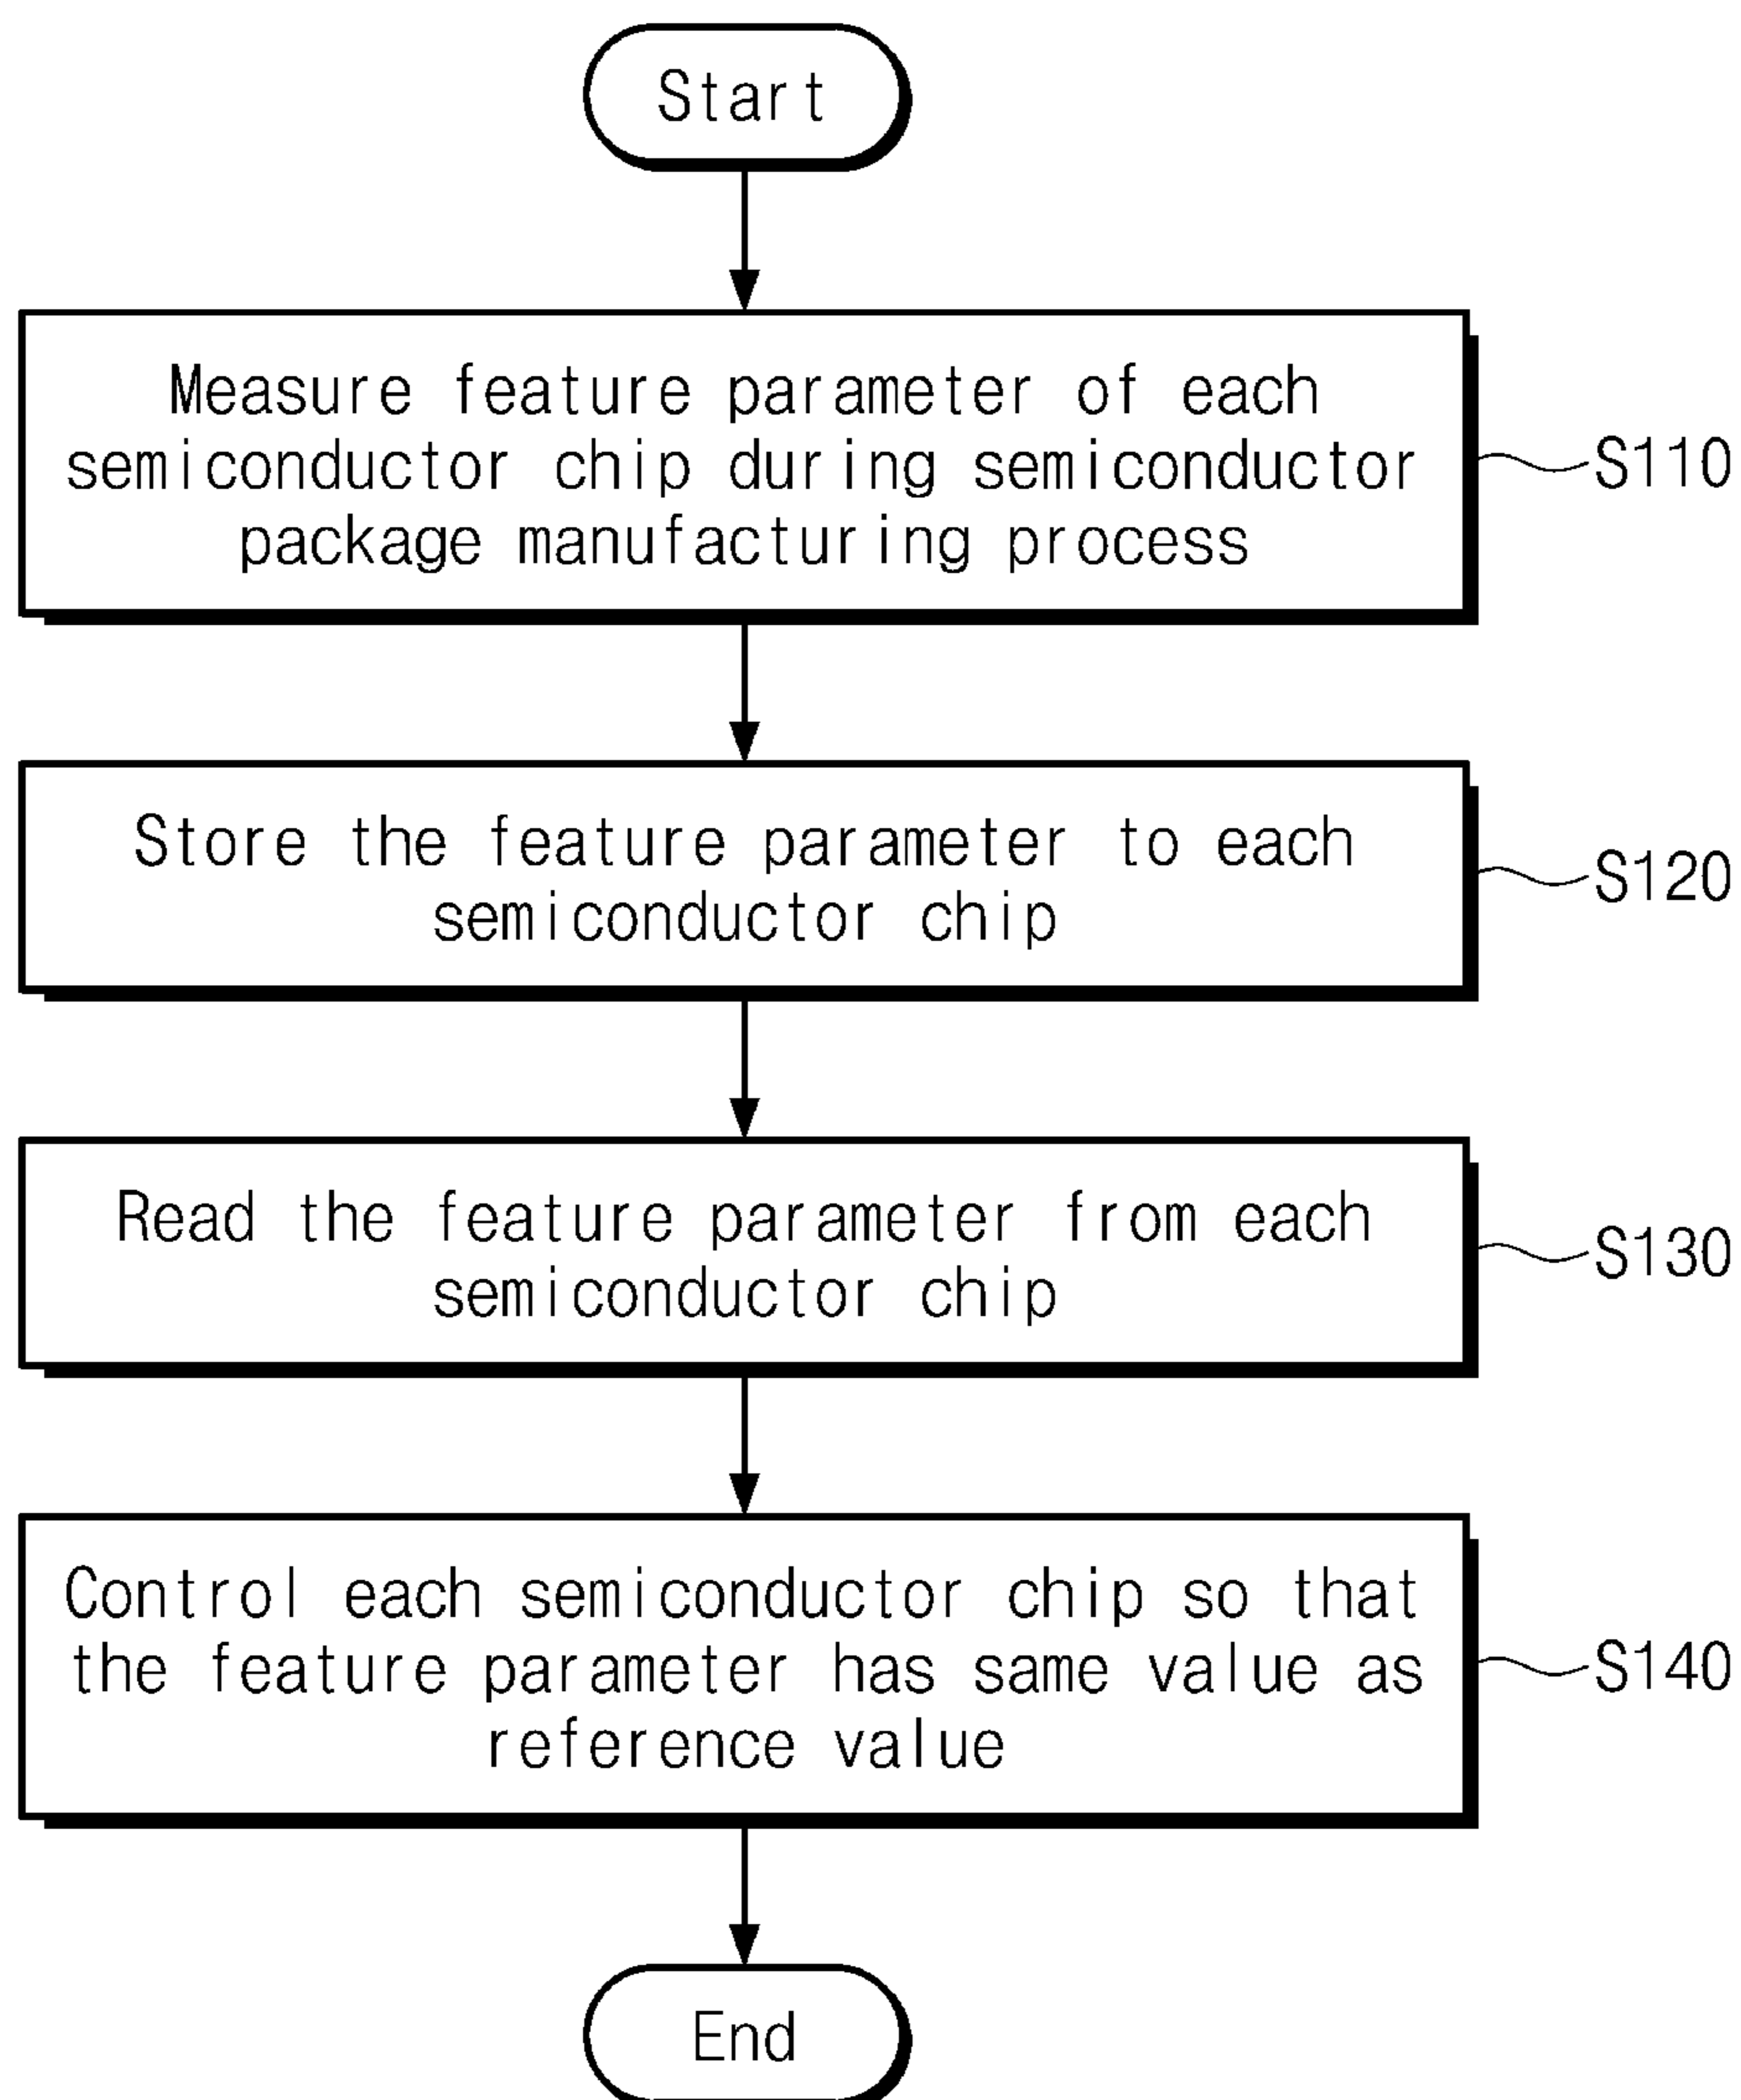 Start
Measure feature parameter of each
semiconductor chip during semiconductor
package manufacturing process
S110
Store the feature parameter to each
semiconductor chip
S120
Read the feature parameter from each
semiconductor chip
S130
Control each semiconductor chip so that
the feature parameter has same value as
reference value
S140
End